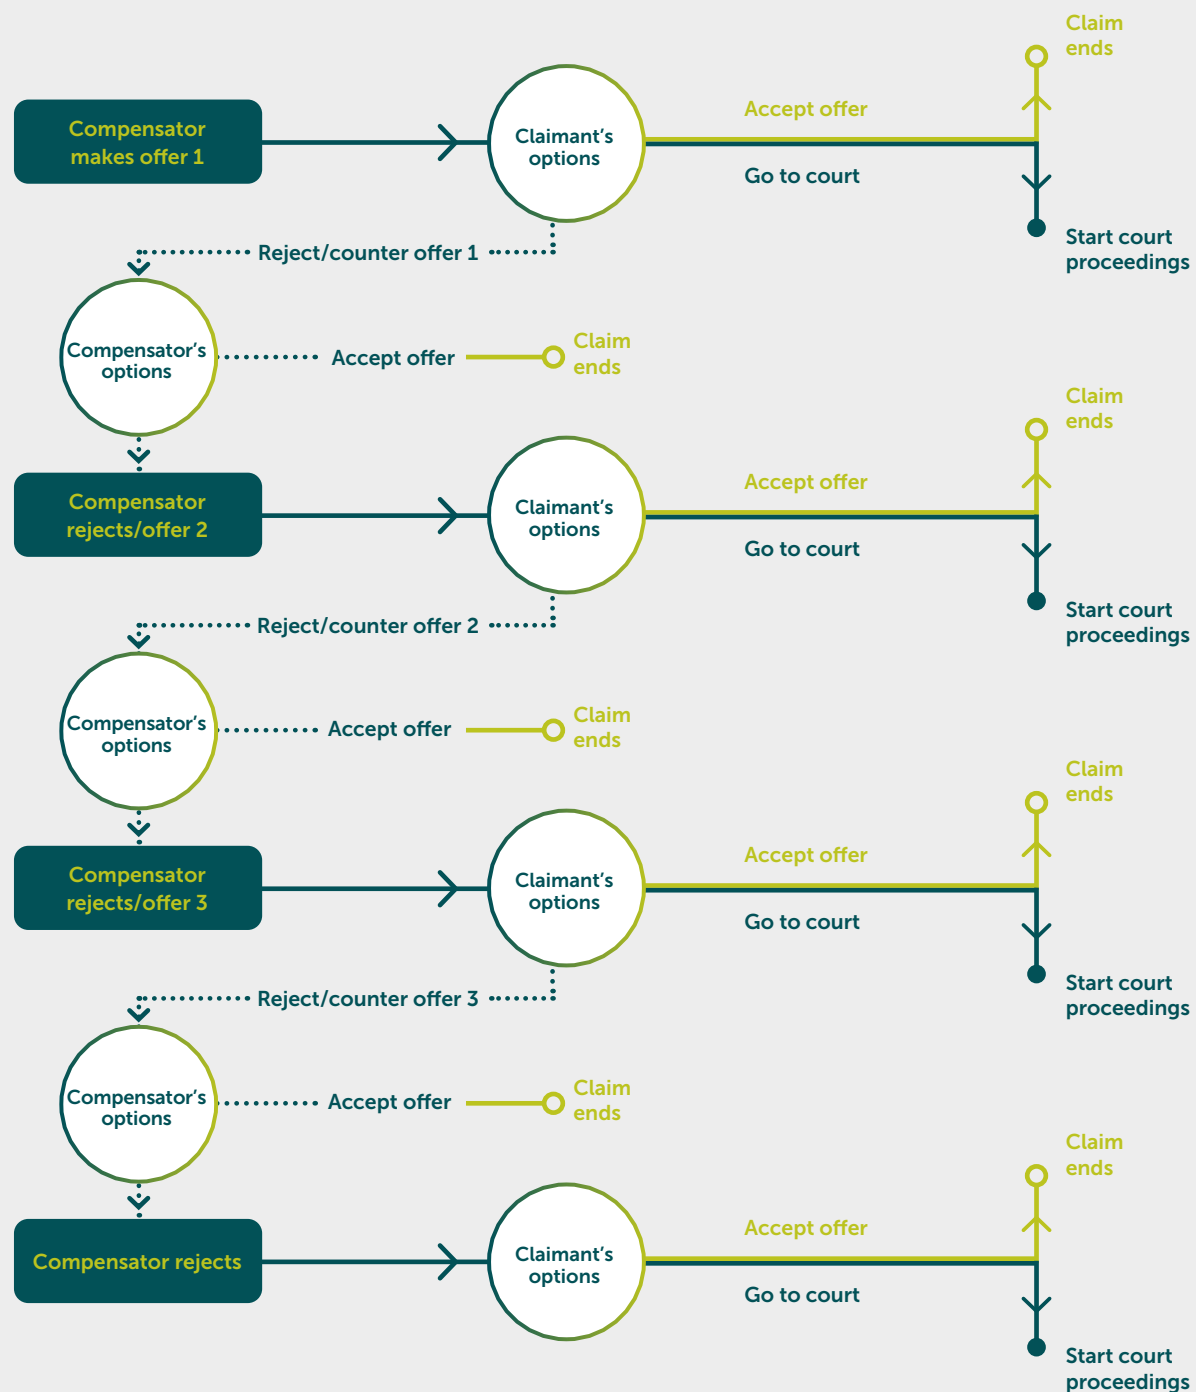 Claim
ends
Compensator
makes offer 1
Claimant's
options
Accept offer
Go to court
Start court
proceedings
Reject/counter offer 1
Compensator's
options
Accept offer
Claim
ends
Claim
ends
Compensator
rejects/offer 2
Claimant's
options
Accept offer
Go to court
Start court
proceedings
Reject/counter offer 2
Compensator's
options
Accept offer
Claim
ends
Claim
ends
Compensator
rejects/offer 3
Claimant's
options
Accept offer
Go to court
Start court
proceedings
Reject/counter offer 3
Compensator's
options
Accept offer
Claim
ends
Claim
ends
Compensator rejects
Claimant's
options
Accept offer
Go to court
Start court
proceedings